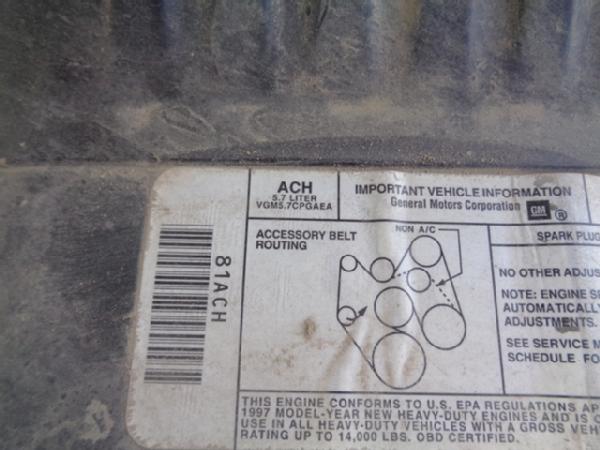 81ACH
ACH
5.7 LITER
VGM5.7CPGAEA
IMPORTANT VEHICLE INFORMATION
General Motors Corporation GM ®
ACCESSORY BELT
ROUTING
NON A/C
SPARK PLUG
NO OTHER ADJUS
NOTE: ENGINE SP
AUTOMATICALLY
ADJUSTMENTS.
SEE SERVICE M
SCHEDULE FO
THIS ENGINE CONFORMS TO U.S. EPA REGULATIONS AP
1997 MODEL-YEAR NEW HEAVY-DUTY ENGINES AND IS C
USE IN ALL HEAVY-DUTY VEHICLES WITH A GROSS VEH
RATING UP TO 14,000 LBS. OBD CERTIFIED.